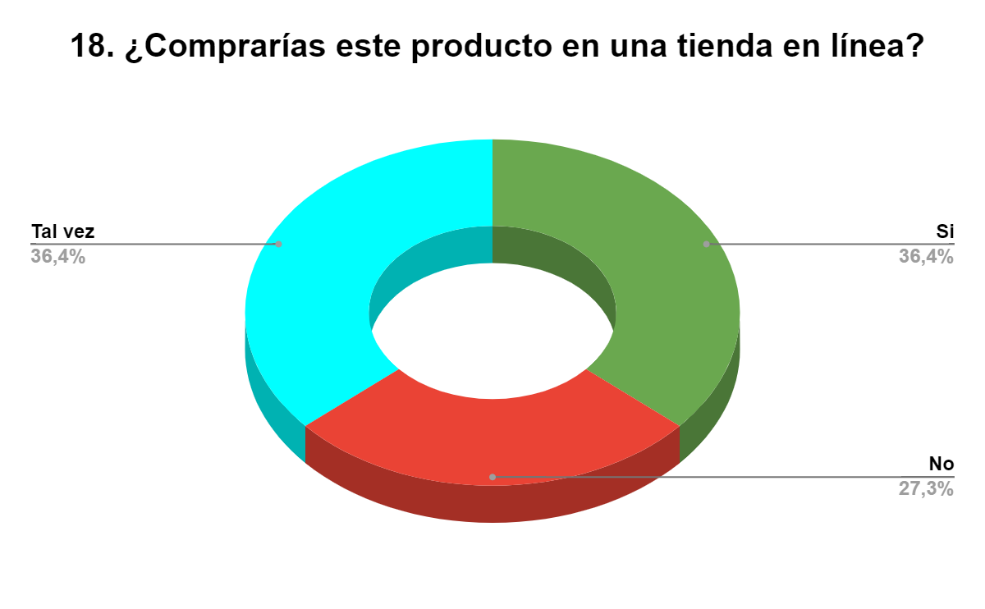 18. ¿Comprarías este producto en una tienda en línea?
Tal vez
36,4%
Si
36,4%
No
27,3%